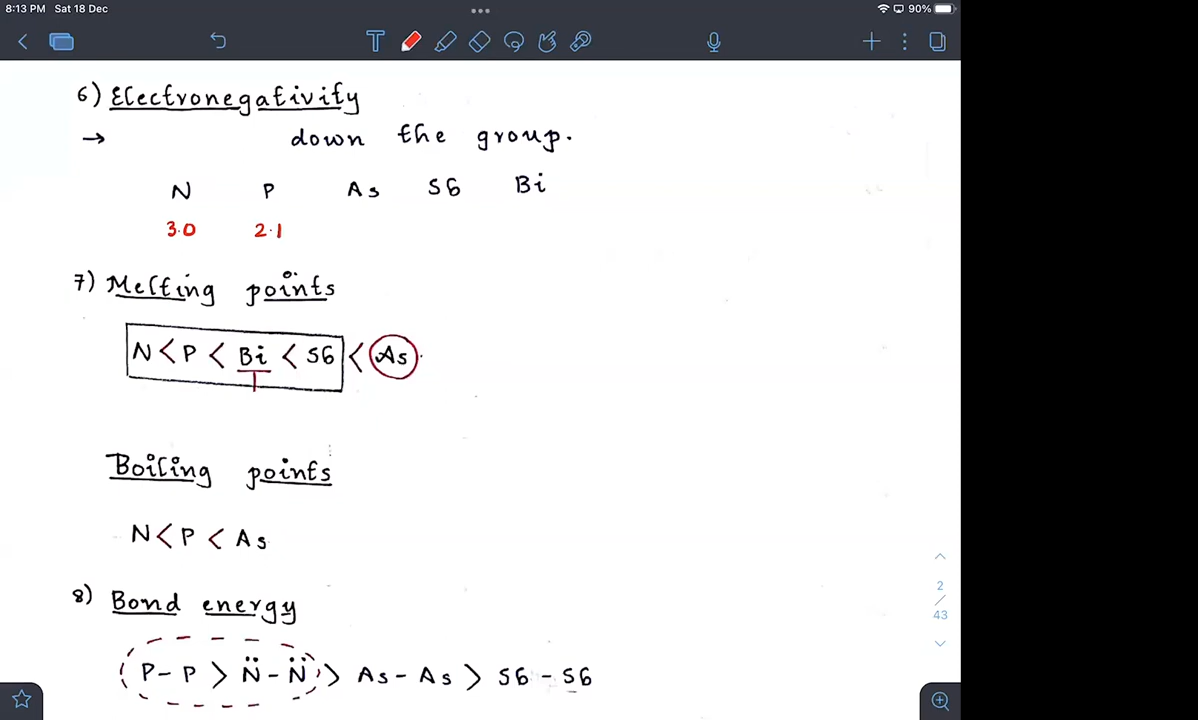 8:13 PM Sat 18 Dec
90%
6) Electronegativity
→ down the group.
N P As Sb Bi
3.0 2.1
7) Melting points
N < P < Bi < Sb < As
Boiling points
N < P < As
2
/
43
8) Bond energy
P - P > N̈ - N̈ > As - As > Sb - Sb